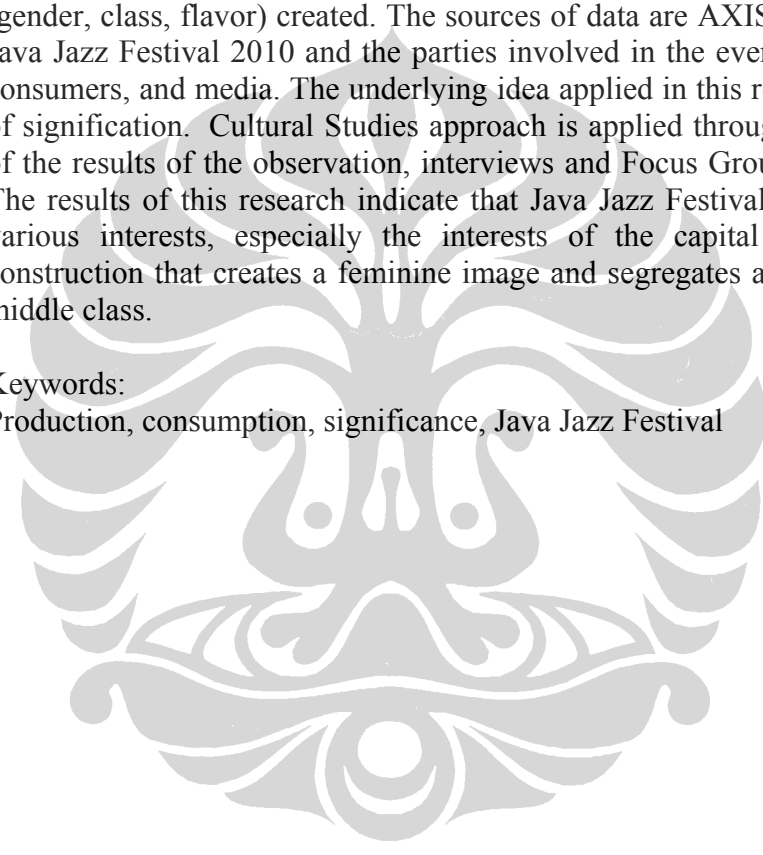 gender, class, flavor) created. The sources of data are AXIS
Java Jazz Festival 2010 and the parties involved in the even
consumers, and media. The underlying idea applied in this re
of signification. Cultural Studies approach is applied throug
of the results of the observation, interviews and Focus Grou
The results of this research indicate that Java Jazz Festival
various interests, especially the interests of the capital
construction that creates a feminine image and segregates a
middle class.
Keywords:
Production, consumption, significance, Java Jazz Festival